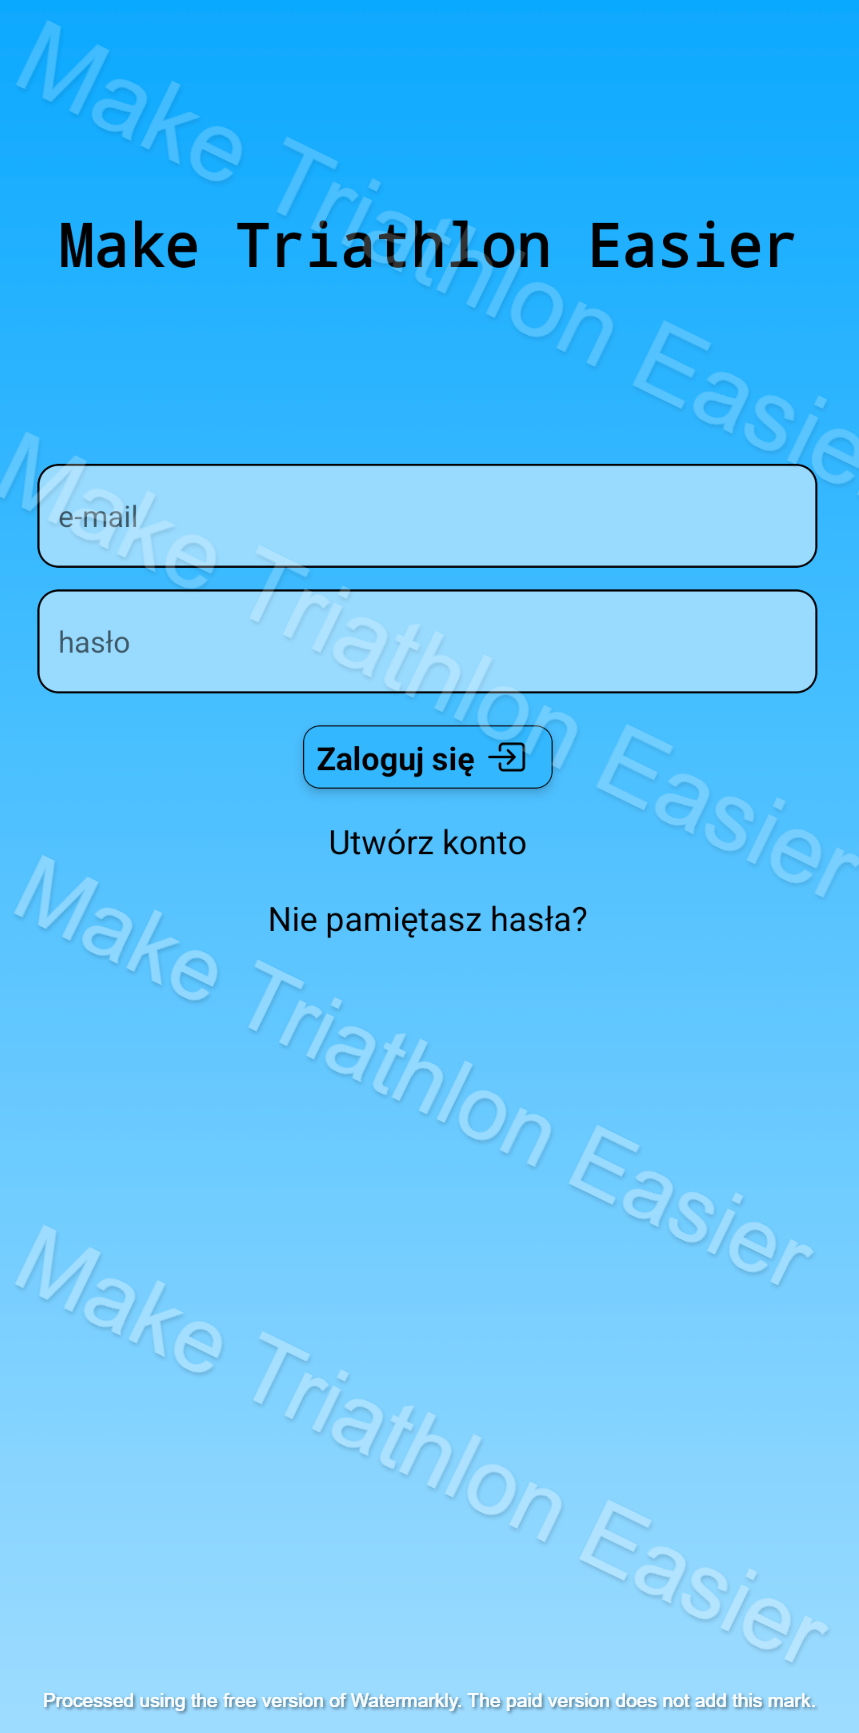 Make Triathlon Easier
Make Triathlon Easier
e-mail
Make Triathlon Easier
hasło
Zaloguj się
Utwórz konto
Nie pamiętasz hasła?
Make Triathlon Easier
Make Triathlon Easier
Processed using the free version of Watermarkly. The paid version does not add this mark.